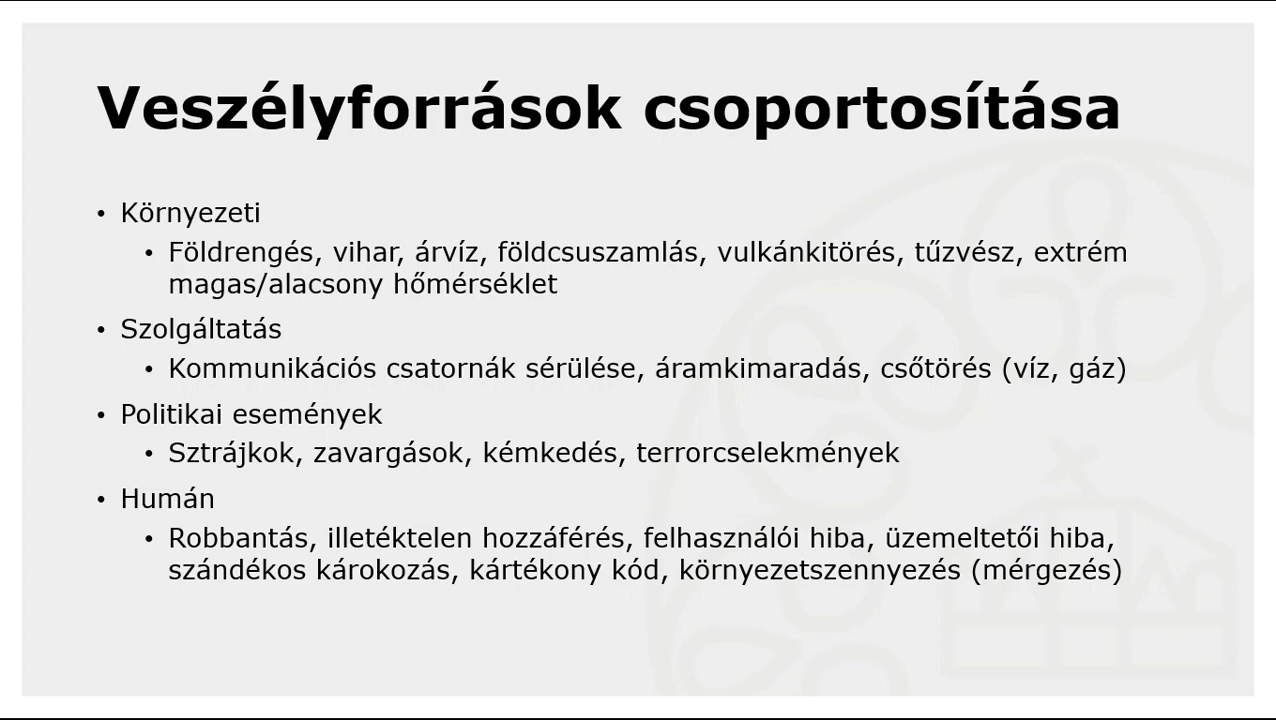 Veszélyforrások csoportosítása
• Környezeti
• Földrengés, vihar, árvíz, földcsuszamlás, vulkánkitörés, tűzvész, extrém
magas/alacsony hőmérséklet
• Szolgáltatás
• Kommunikációs csatornák sérülése, áramkimaradás, csőtörés (víz, gáz)
• Politikai események
• Sztrájkok, zavargások, kémkedés, terrorcselekmények
• Humán
• Robbantás, illetéktelen hozzáférés, felhasználói hiba, üzemeltetői hiba,
szándékos károkozás, kártékony kód, környezetszennyezés (mérgezés)